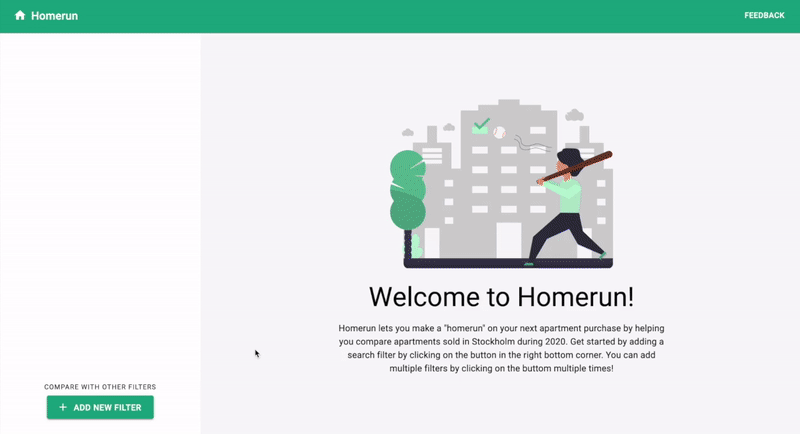 Homerun
FEEDBACK
Welcome to Homerun!
Homerun lets you make a "homerun" on your next apartment purchase by helping
you compare apartments sold in Stockholm during 2020. Get started by adding a
search filter by clicking on the button in the right bottom corner. You can add
multiple filters by clicking on the buttom multiple times!
COMPARE WITH OTHER FILTERS
+ ADD NEW FILTER